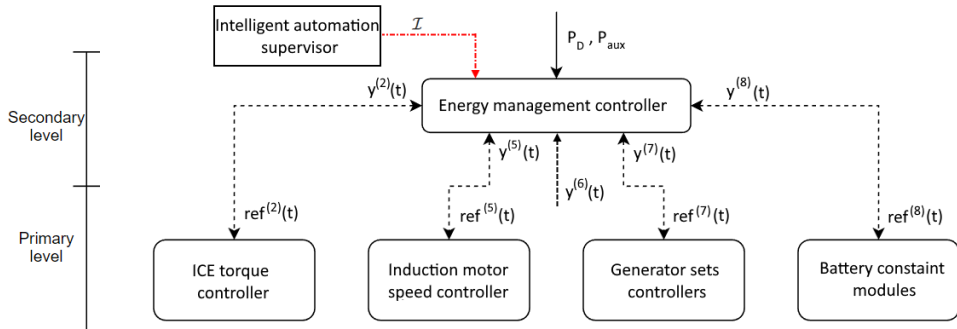 Intelligent automation
supervisor
ℐ
P_D , P_aux
y^(2)(t)
Energy management controller
y^(8)(t)
Secondary
level
y^(5)(t)
y^(7)(t)
y^(6)(t)
ref^(2)(t)
ref^(5)(t)
ref^(7)(t)
ref^(8)(t)
Primary
level
ICE torque
controller
Induction motor
speed controller
Generator sets
controllers
Battery constaint
modules